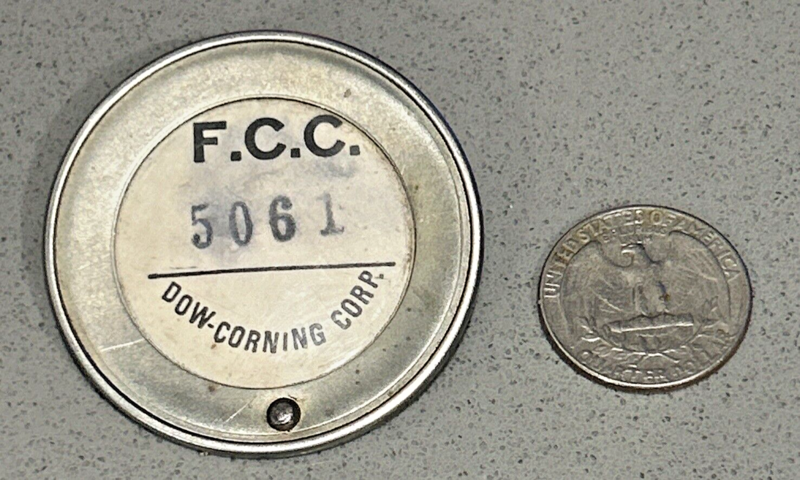 F.C.C.
5061
DOW-CORNING CORP.
UNITED STATES OF AMERICA
QUARTER DOLLAR